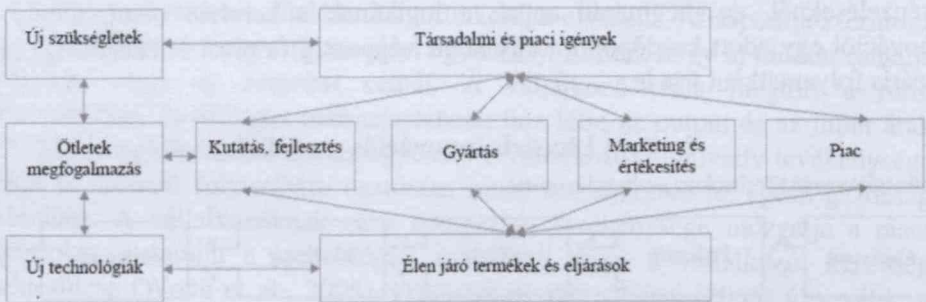 Új szükségletek
Társadalmi és piaci igények
Ötletek
megfogalmazás
Kutatás, fejlesztés
Gyártás
Marketing és
értékesítés
Piac
Új technológiák
Élen járó termékek és eljárások